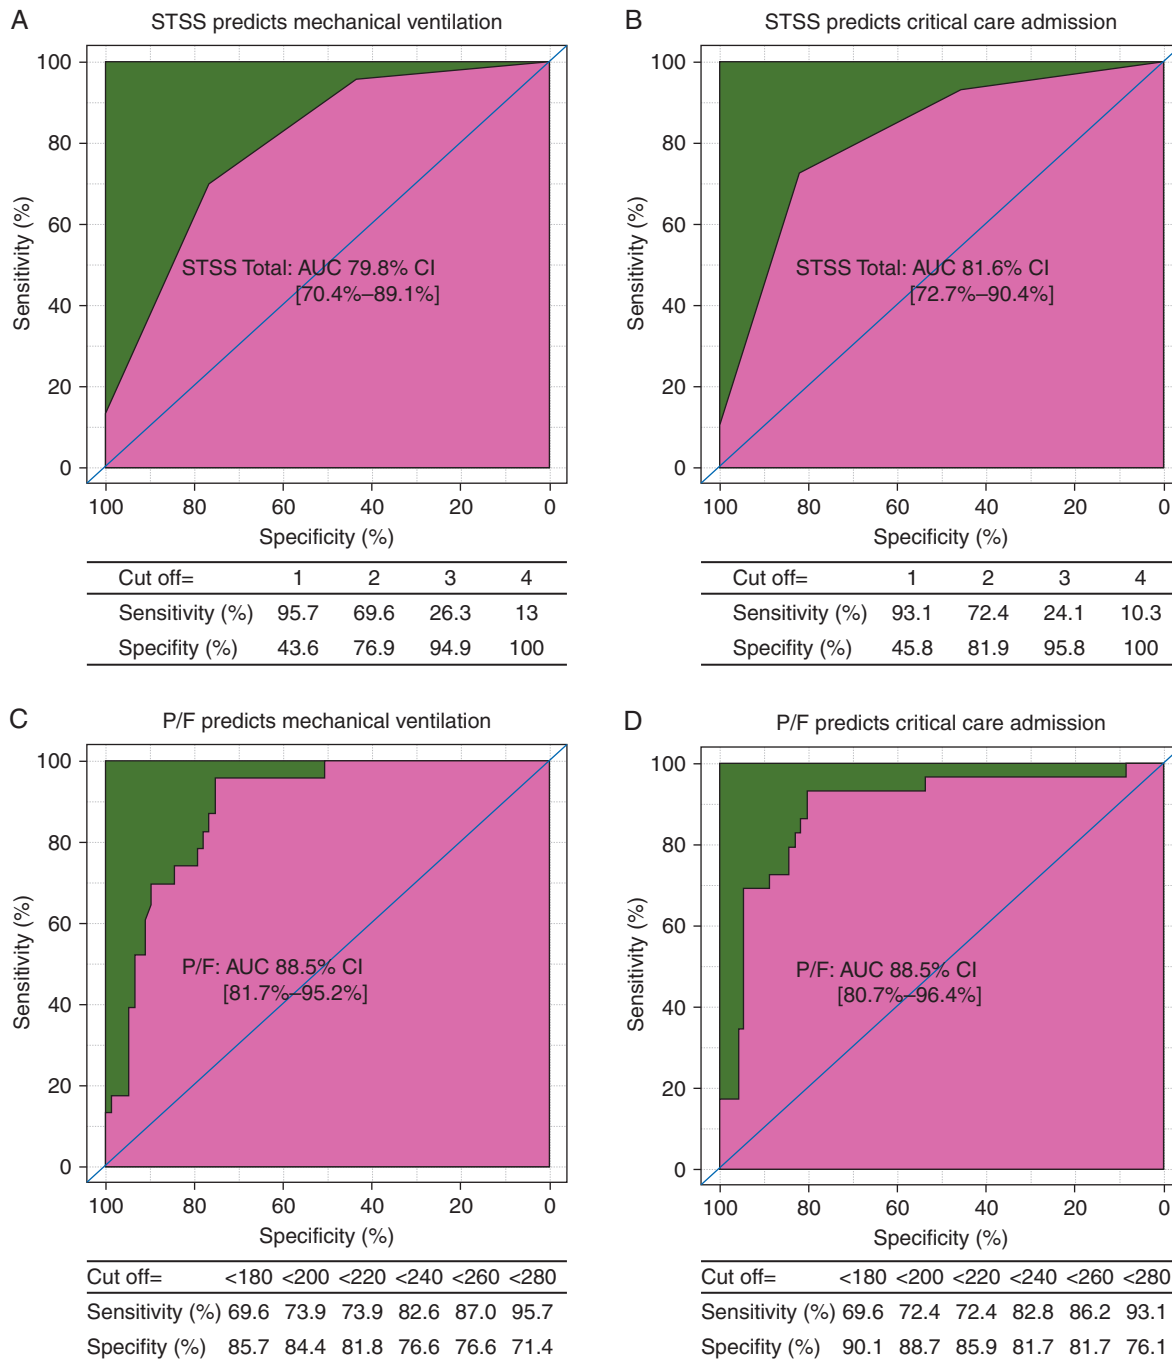 A
STSS predicts mechanical ventilation
100
80
60
40
20
0
Sensitivity (%)
STSS Total: AUC 79.8% CI
[70.4%–89.1%]
100 80 60 40 20 0
Specificity (%)
Cut off= 1 2 3 4
Sensitivity (%) 95.7 69.6 26.3 13
Specifity (%) 43.6 76.9 94.9 100
B
STSS predicts critical care admission
100
80
60
40
20
0
Sensitivity (%)
STSS Total: AUC 81.6% CI
[72.7%–90.4%]
100 80 60 40 20 0
Specificity (%)
Cut off= 1 2 3 4
Sensitivity (%) 93.1 72.4 24.1 10.3
Specifity (%) 45.8 81.9 95.8 100
C
P/F predicts mechanical ventilation
100
80
60
40
20
0
Sensitivity (%)
P/F: AUC 88.5% CI
[81.7%–95.2%]
100 80 60 40 20 0
Specificity (%)
Cut off= <180 <200 <220 <240 <260 <280
Sensitivity (%) 69.6 73.9 73.9 82.6 87.0 95.7
Specifity (%) 85.7 84.4 81.8 76.6 76.6 71.4
D
P/F predicts critical care admission
100
80
60
40
20
0
Sensitivity (%)
P/F: AUC 88.5% CI
[80.7%–96.4%]
100 80 60 40 20 0
Specificity (%)
Cut off= <180 <200 <220 <240 <260 <280
Sensitivity (%) 69.6 72.4 72.4 82.8 86.2 93.1
Specifity (%) 90.1 88.7 85.9 81.7 81.7 76.1